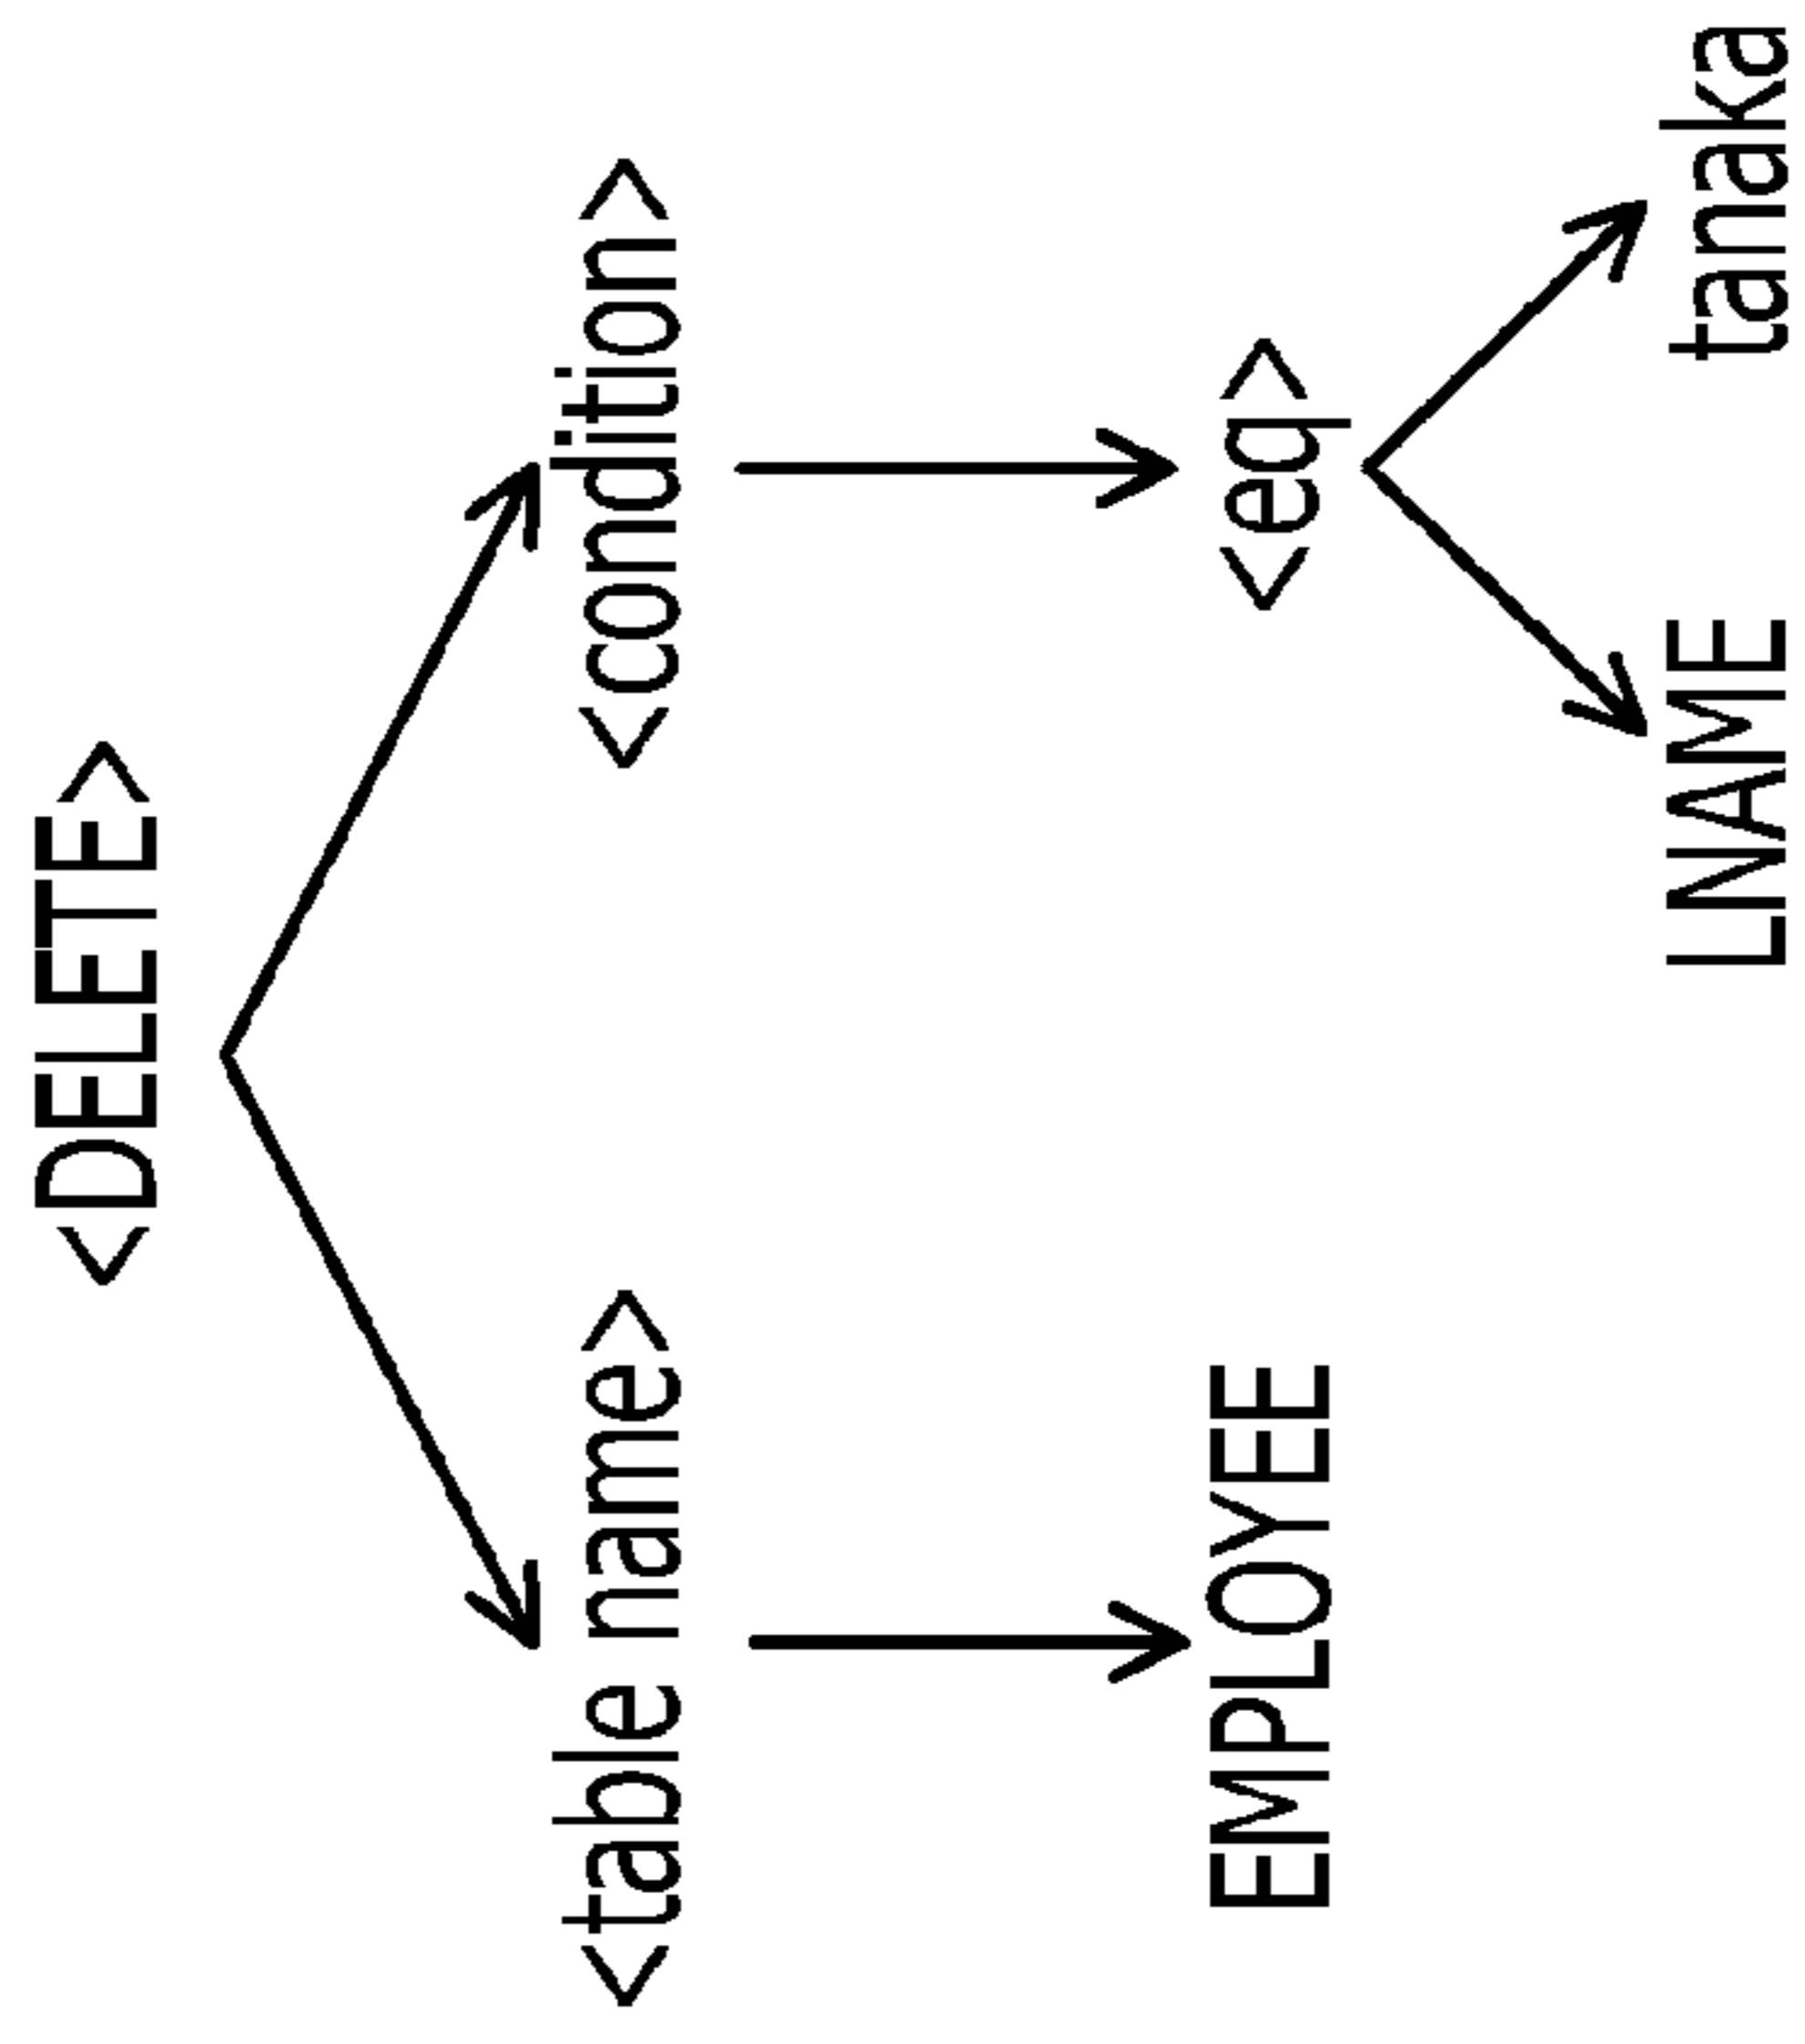 <DELETE>
<table name>
<condition>
EMPLOYEE
<eq>
LNAME
tanaka